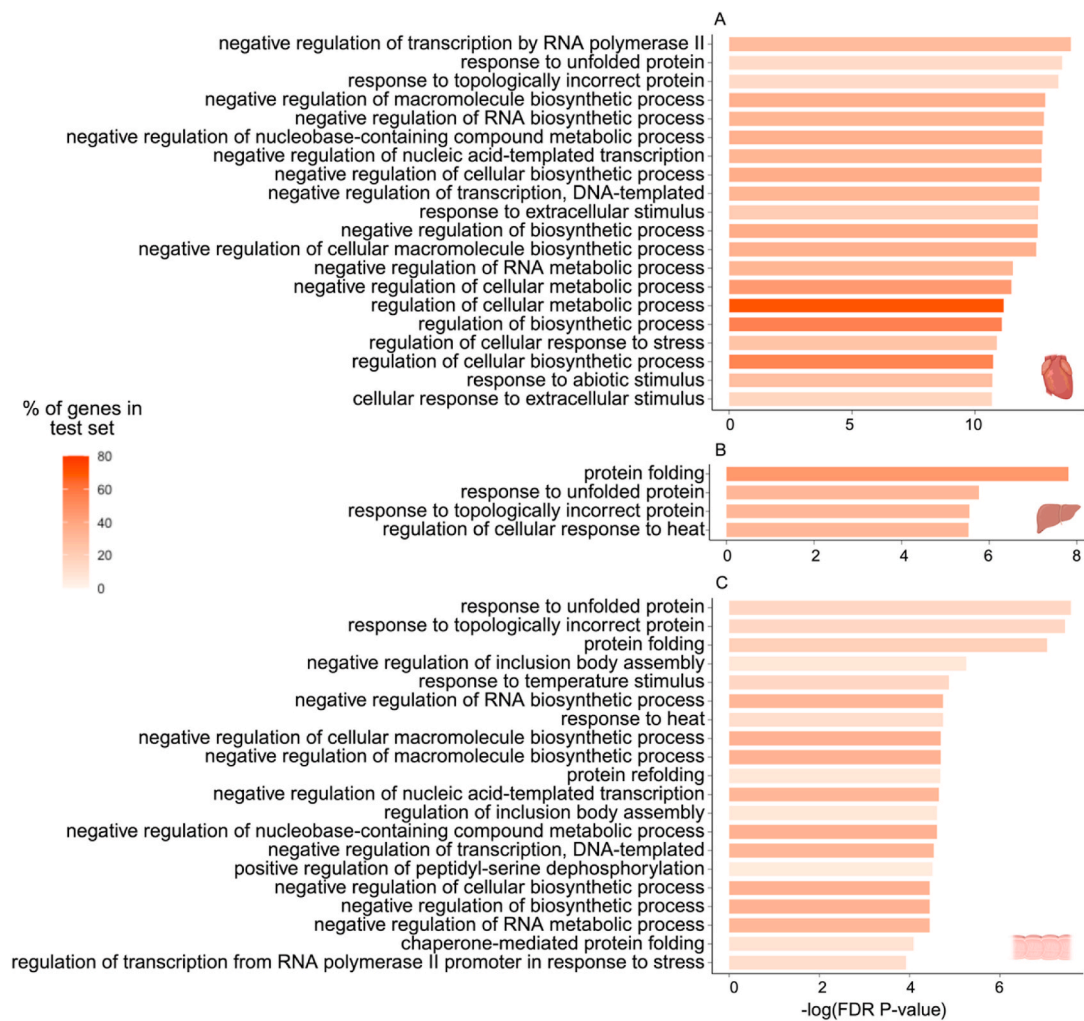 A
negative regulation of transcription by RNA polymerase II
response to unfolded protein
response to topologically incorrect protein
negative regulation of macromolecule biosynthetic process
negative regulation of RNA biosynthetic process
negative regulation of nucleobase-containing compound metabolic process
negative regulation of nucleic acid-templated transcription
negative regulation of cellular biosynthetic process
negative regulation of transcription, DNA-templated
response to extracellular stimulus
negative regulation of biosynthetic process
negative regulation of cellular macromolecule biosynthetic process
negative regulation of RNA metabolic process
negative regulation of cellular metabolic process
regulation of cellular metabolic process
regulation of biosynthetic process
regulation of cellular response to stress
regulation of cellular biosynthetic process
response to abiotic stimulus
cellular response to extracellular stimulus
0 5 10
% of genes in
test set
80
60
40
20
0
B
protein folding
response to unfolded protein
response to topologically incorrect protein
regulation of cellular response to heat
0 2 4 6 8
C
response to unfolded protein
response to topologically incorrect protein
protein folding
negative regulation of inclusion body assembly
response to temperature stimulus
negative regulation of RNA biosynthetic process
response to heat
negative regulation of cellular macromolecule biosynthetic process
negative regulation of macromolecule biosynthetic process
protein refolding
negative regulation of nucleic acid-templated transcription
regulation of inclusion body assembly
negative regulation of nucleobase-containing compound metabolic process
negative regulation of transcription, DNA-templated
positive regulation of peptidyl-serine dephosphorylation
negative regulation of cellular biosynthetic process
negative regulation of biosynthetic process
negative regulation of RNA metabolic process
chaperone-mediated protein folding
regulation of transcription from RNA polymerase II promoter in response to stress
0 2 4 6
-log(FDR P-value)